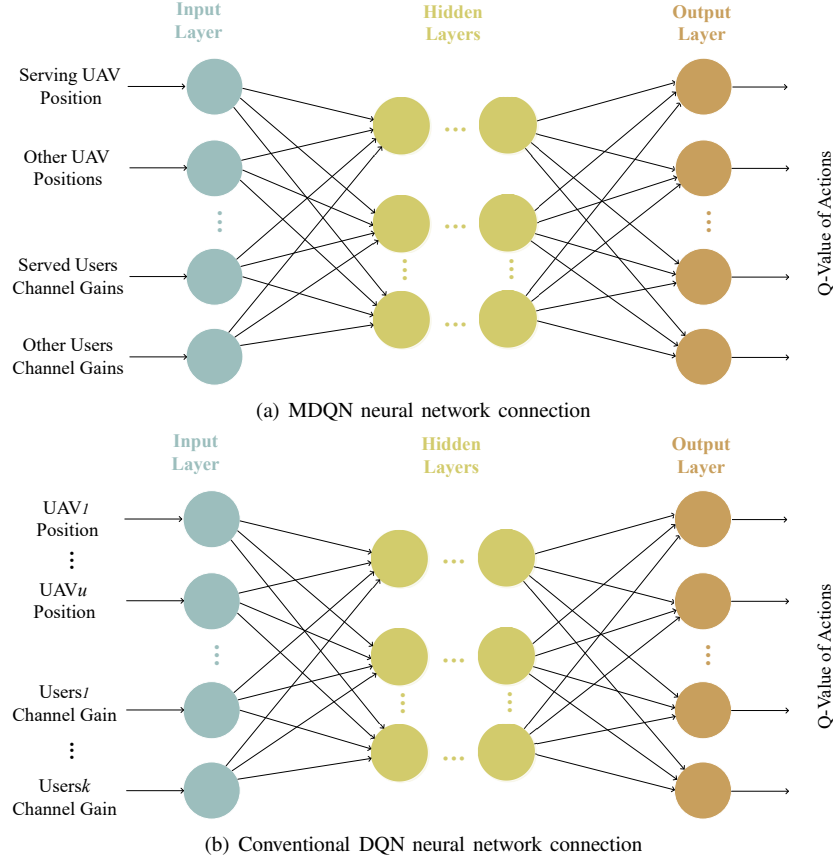 Input
Layer
Hidden
Layers
Output
Layer
Serving UAV
Position
Other UAV
Positions
Served Users
Channel Gains
Other Users
Channel Gains
Q-Value of Actions
(a) MDQN neural network connection
Input
Layer
Hidden
Layers
Output
Layer
UAV1
Position
UAVu
Position
Users1
Channel Gain
Usersk
Channel Gain
Q-Value of Actions
(b) Conventional DQN neural network connection